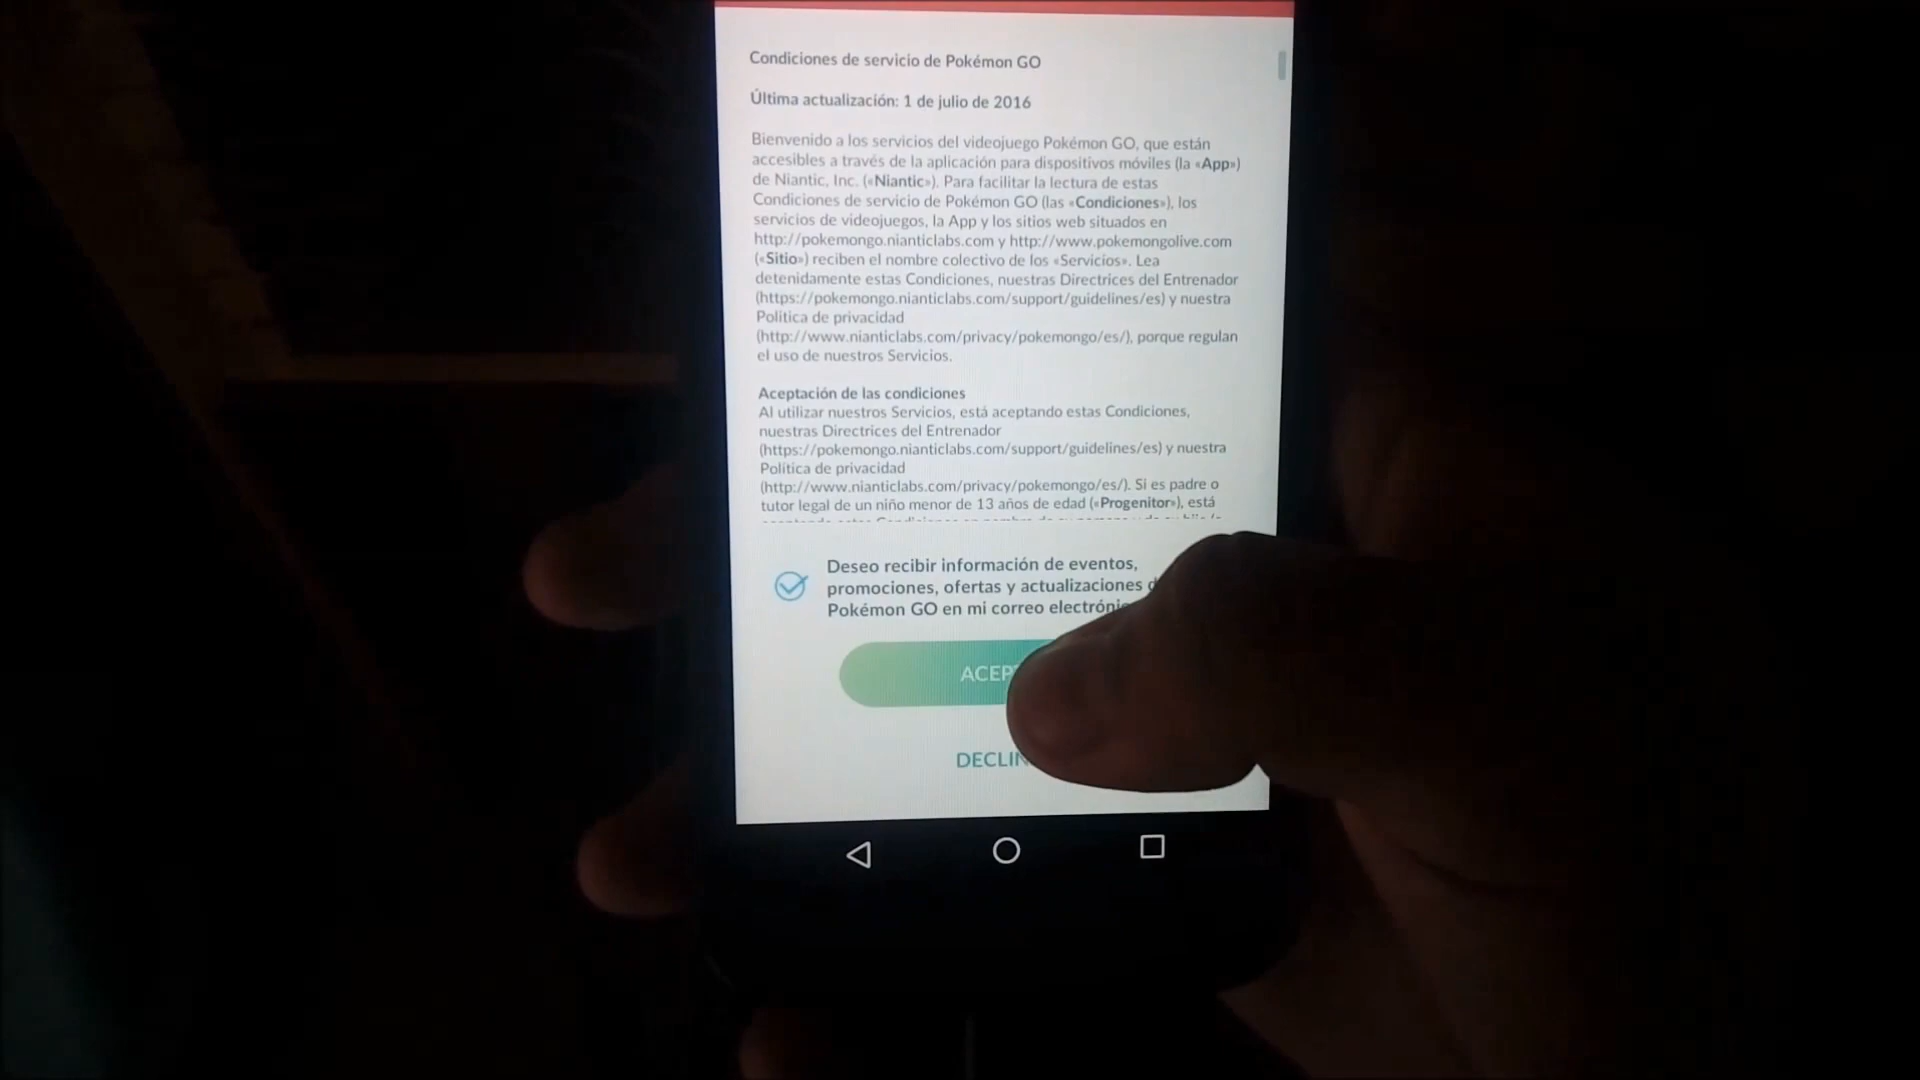 Condiciones de servicio de Pokémon GO
Última actualización: 1 de julio de 2016
Bienvenido a los servicios del videojuego Pokémon GO, que están
accesibles a través de la aplicación para dispositivos móviles (la «App»)
de Niantic, Inc. («Niantic»). Para facilitar la lectura de estas
Condiciones de servicio de Pokémon GO (las «Condiciones»), los
servicios de videojuegos, la App y los sitios web situados en
http://pokemongo.nianticlabs.com y http://www.pokemongolive.com
(«Sitio») reciben el nombre colectivo de los «Servicios». Lea
detenidamente estas Condiciones, nuestras Directrices del Entrenador
(https://pokemongo.nianticlabs.com/support/guidelines/es) y nuestra
Política de privacidad
(http://www.nianticlabs.com/privacy/pokemongo/es/), porque regulan
el uso de nuestros Servicios.
Aceptación de las condiciones
Al utilizar nuestros Servicios, está aceptando estas Condiciones,
nuestras Directrices del Entrenador
(https://pokemongo.nianticlabs.com/support/guidelines/es) y nuestra
Política de privacidad
(http://www.nianticlabs.com/privacy/pokemongo/es/). Si es padre o
tutor legal de un niño menor de 13 años de edad («Progenitor»), está
Deseo recibir información de eventos,
promociones, ofertas y actualizaciones
Pokémon GO en mi correo